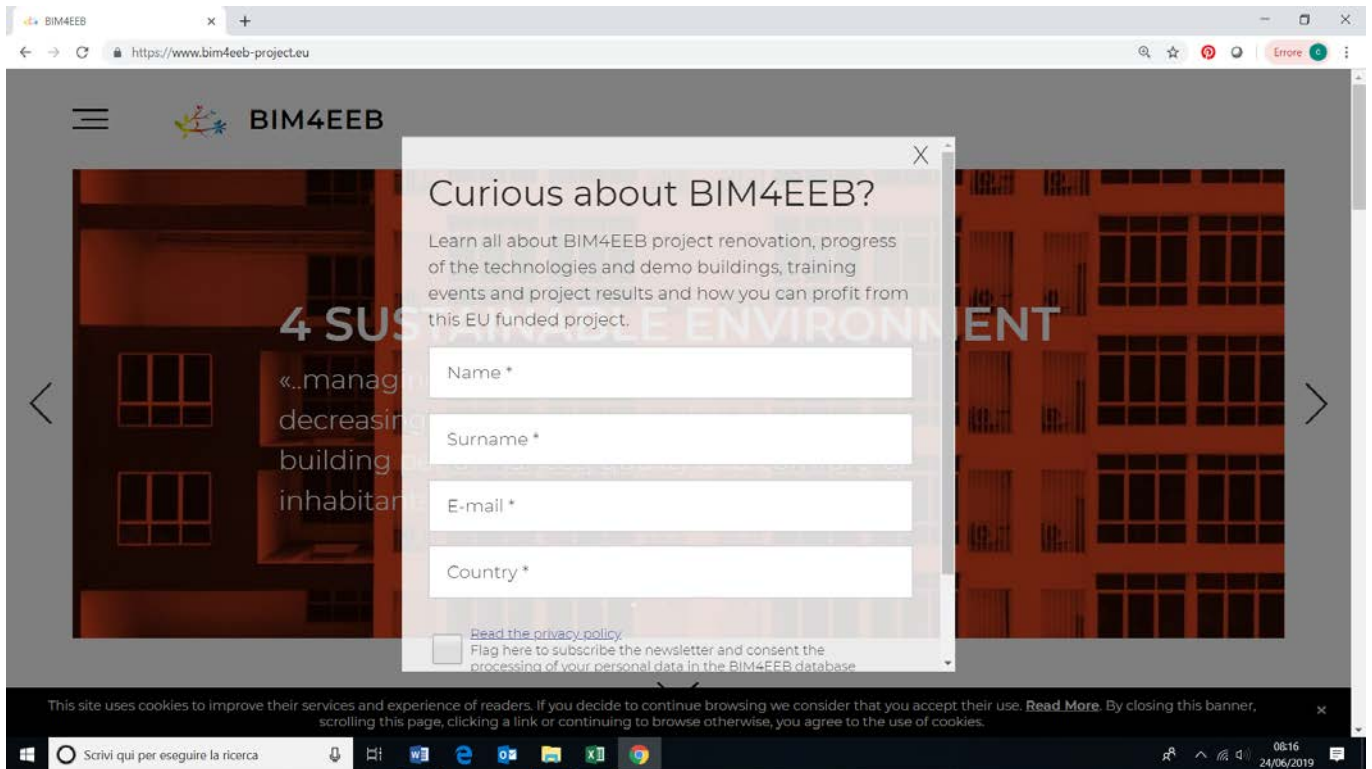 BIM4EEB
https://www.bim4eeb-project.eu
Errore
c
BIM4EEB
X
Curious about BIM4EEB?
Learn all about BIM4EEB project renovation, progress
of the technologies and demo buildings, training
events and project results and how you can profit from
this EU funded project.
4 SUSTAINABLE ENVIRONMENT
«..managing
decreasing
building
inhabitants
Name *
Surname *
E-mail *
Country *
Read the privacy policy
Flag here to subscribe the newsletter and consent the
processing of your personal data in the BIM4EEB database
This site uses cookies to improve their services and experience of readers. If you decide to continue browsing we consider that you accept their use. Read More. By closing this banner,
scrolling this page, clicking a link or continuing to browse otherwise, you agree to the use of cookies.
Scrivi qui per eseguire la ricerca
08:16
24/06/2019